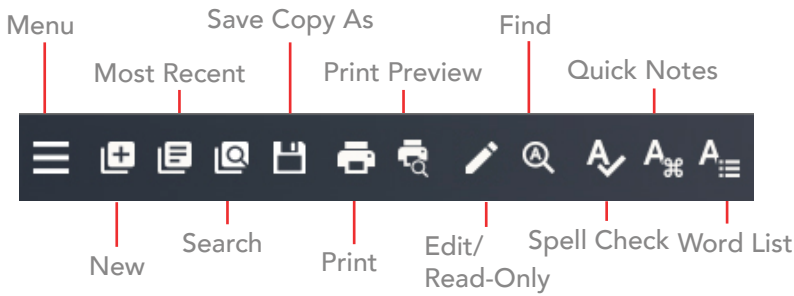 Menu
Save Copy As
Find
Most Recent
Print Preview
Quick Notes
New
Search
Print
Edit/
Read-Only
Spell Check
Word List